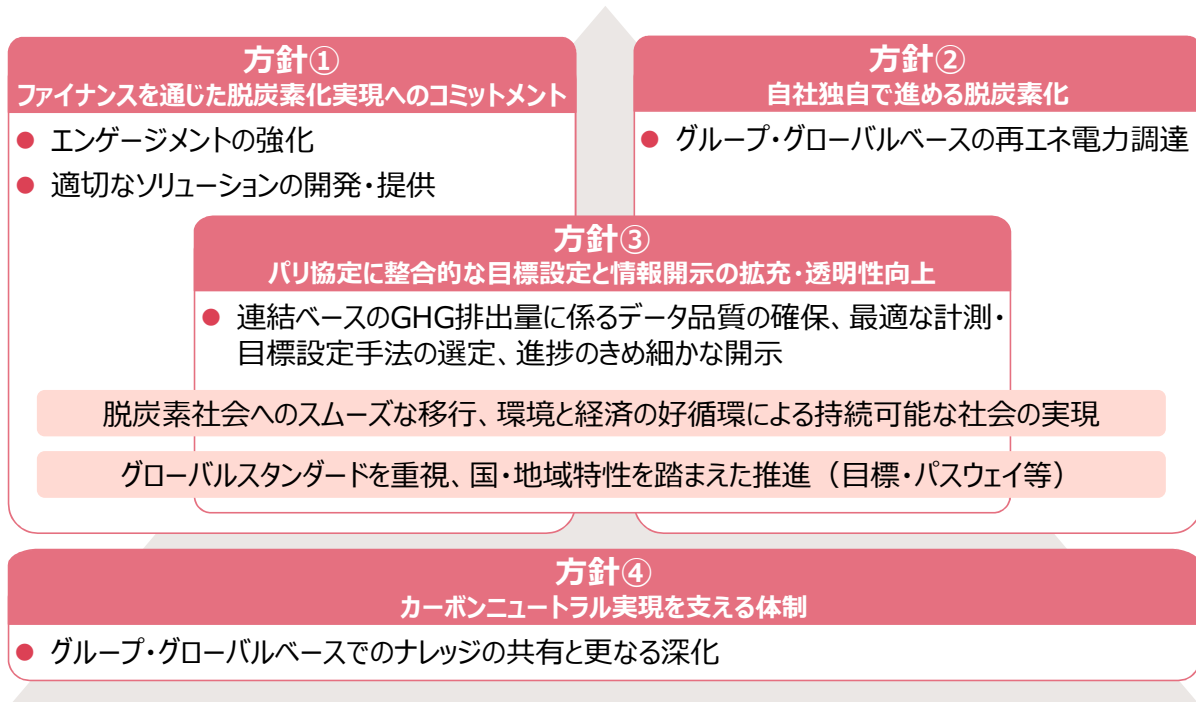 方針①
ファイナンスを通じた脱炭素化実現へのコミットメント
● エンゲージメントの強化
● 適切なソリューションの開発・提供
方針②
自社独自で進める脱炭素化
● グループ・グローバルベースの再エネ電力調達
方針③
パリ協定に整合的な目標設定と情報開示の拡充・透明性向上
● 連結ベースのGHG排出量に係るデータ品質の確保、最適な計測・
目標設定手法の選定、進捗のきめ細かな開示
脱炭素社会へのスムーズな移行、環境と経済の好循環による持続可能な社会の実現
グローバルスタンダードを重視、国・地域特性を踏まえた推進（目標・パスウェイ等）
方針④
カーボンニュートラル実現を支える体制
● グループ・グローバルベースでのナレッジの共有と更なる深化